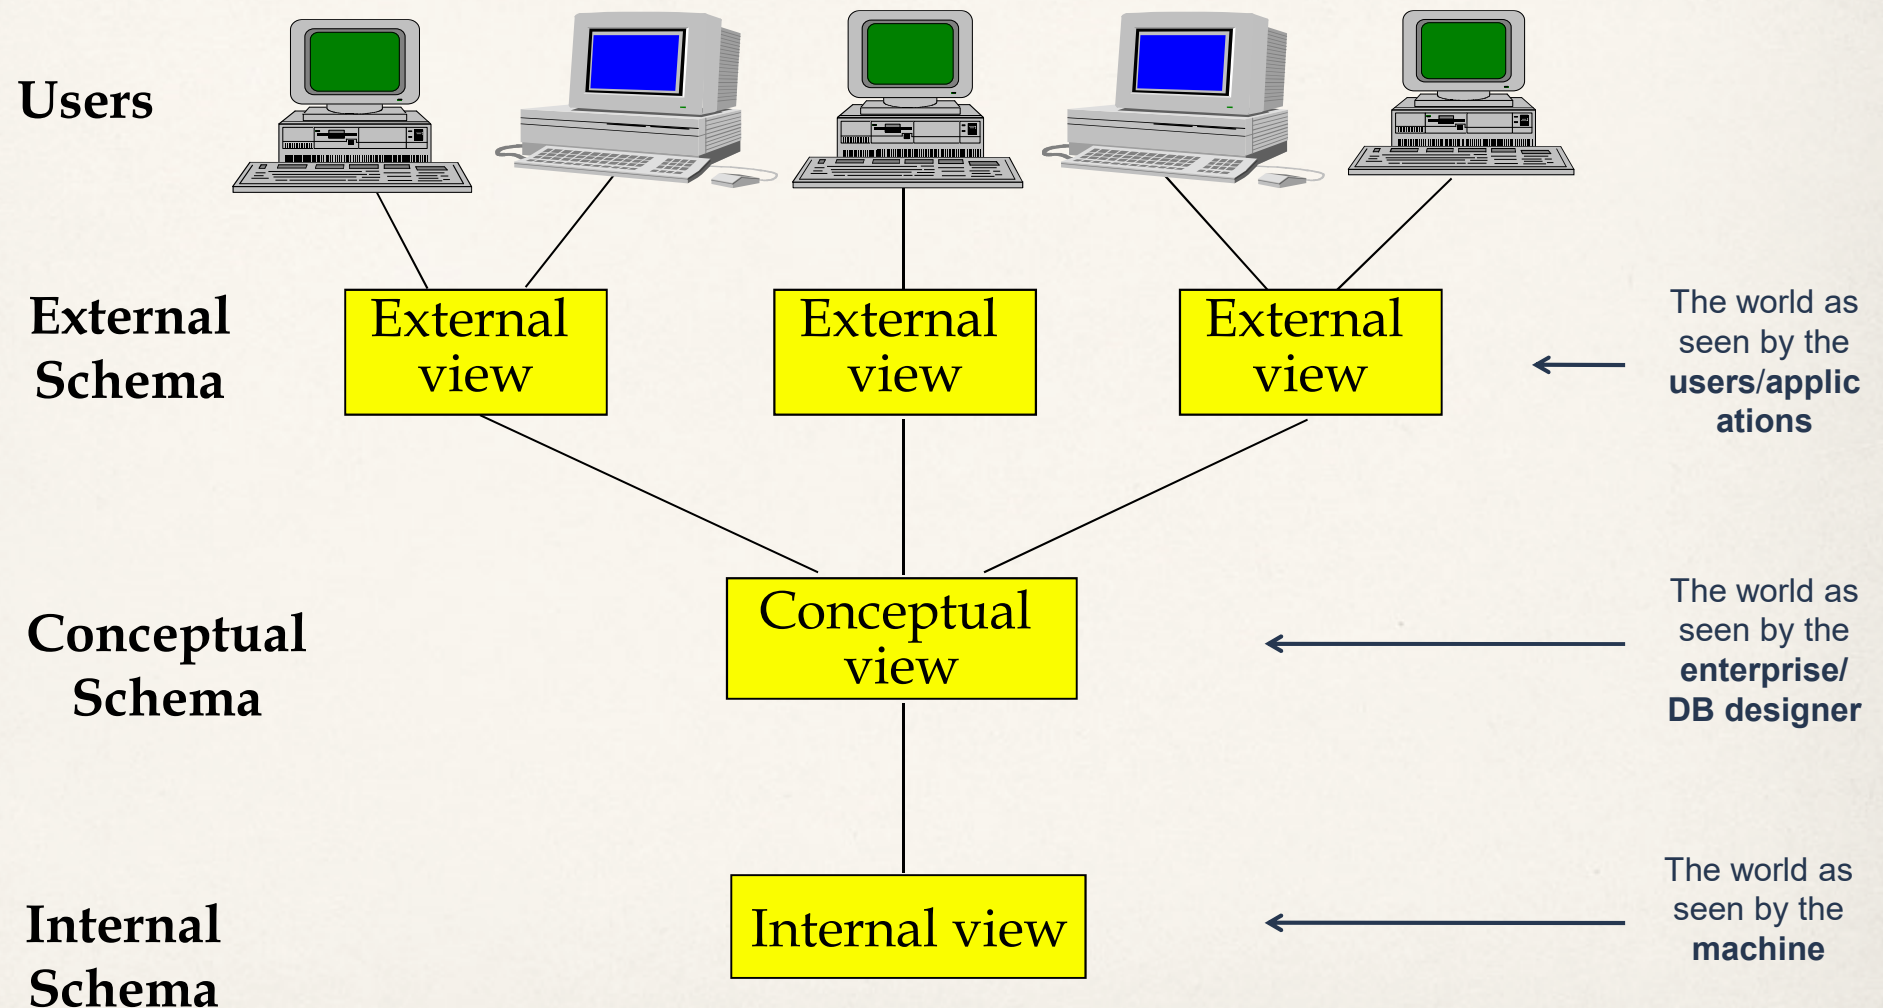 Users
External
Schema
External
view
External
view
External
view
The world as
seen by the
users/applic
ations
Conceptual
Schema
Conceptual
view
The world as
seen by the
enterprise/
DB designer
Internal
Schema
Internal view
The world as
seen by the
machine